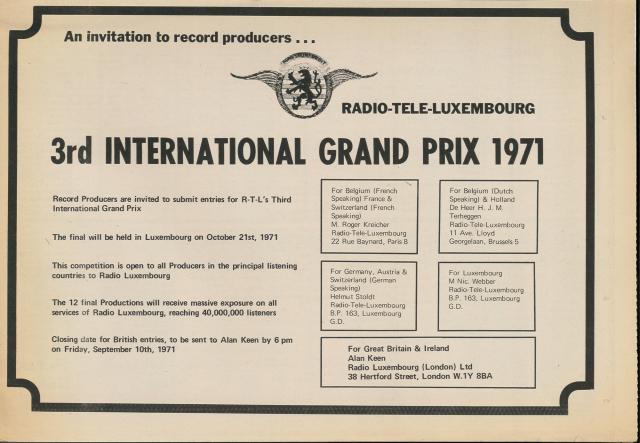 An invitation to record producers . . .
RADIO-TELE-LUXEMBOURG
3rd INTERNATIONAL GRAND PRIX 1971
Record Producers are invited to submit entries for R-T-L's Third
International Grand Prix
The final will be held in Luxembourg on October 21st, 1971
This competition is open to all Producers in the principal listening
countries to Radio Luxembourg
The 12 final Productions will receive massive exposure on all
services of Radio Luxembourg, reaching 40,000,000 listeners
Closing date for British entries, to be sent to Alan Keen by 6 pm
on Friday, September 10th, 1971
For Belgium (French
Speaking) France &
Switzerland (French
Speaking)
M. Roger Kreicher
Radio-Tele-Luxembourg
22 Rue Baynard, Paris 8
For Belgium (Dutch
Speaking) & Holland
De Heer H. J. M.
Terheggen
Radio-Tele-Luxembourg
11 Ave. Lloyd
Georgelaan, Brussels 5
For Germany, Austria &
Switzerland (German
Speaking)
Helmut Stoldt
Radio-Tele-Luxembourg
B.P. 163, Luxembourg
G.D.
For Luxembourg
M Nic. Webber
Radio-Tele-Luxembourg
B.P. 163, Luxembourg
G.D.
For Great Britain & Ireland
Alan Keen
Radio Luxembourg (London) Ltd
38 Hertford Street, London W.1Y 8BA